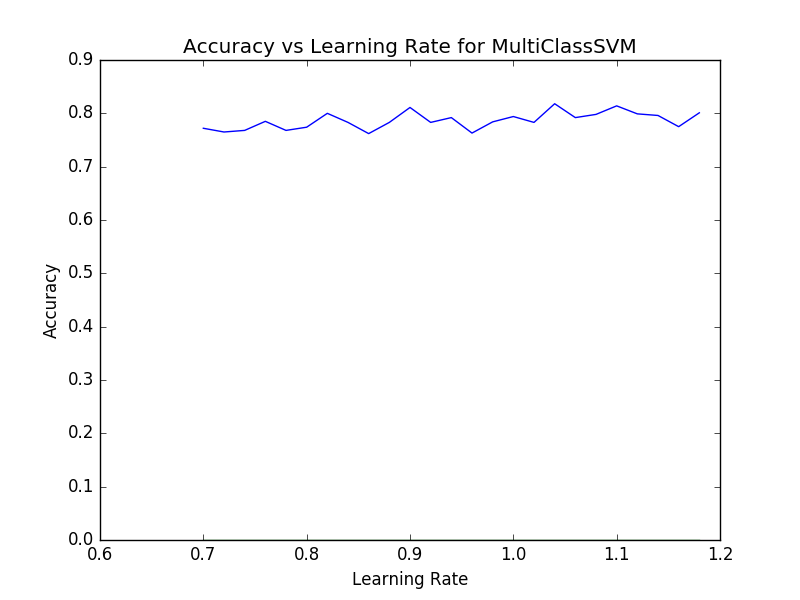 Accuracy vs Learning Rate for MultiClassSVM
0.9
0.8
0.7
0.6
0.5
0.4
0.3
0.2
0.1
0.0
Accuracy
0.6 0.7 0.8 0.9 1.0 1.1 1.2
Learning Rate